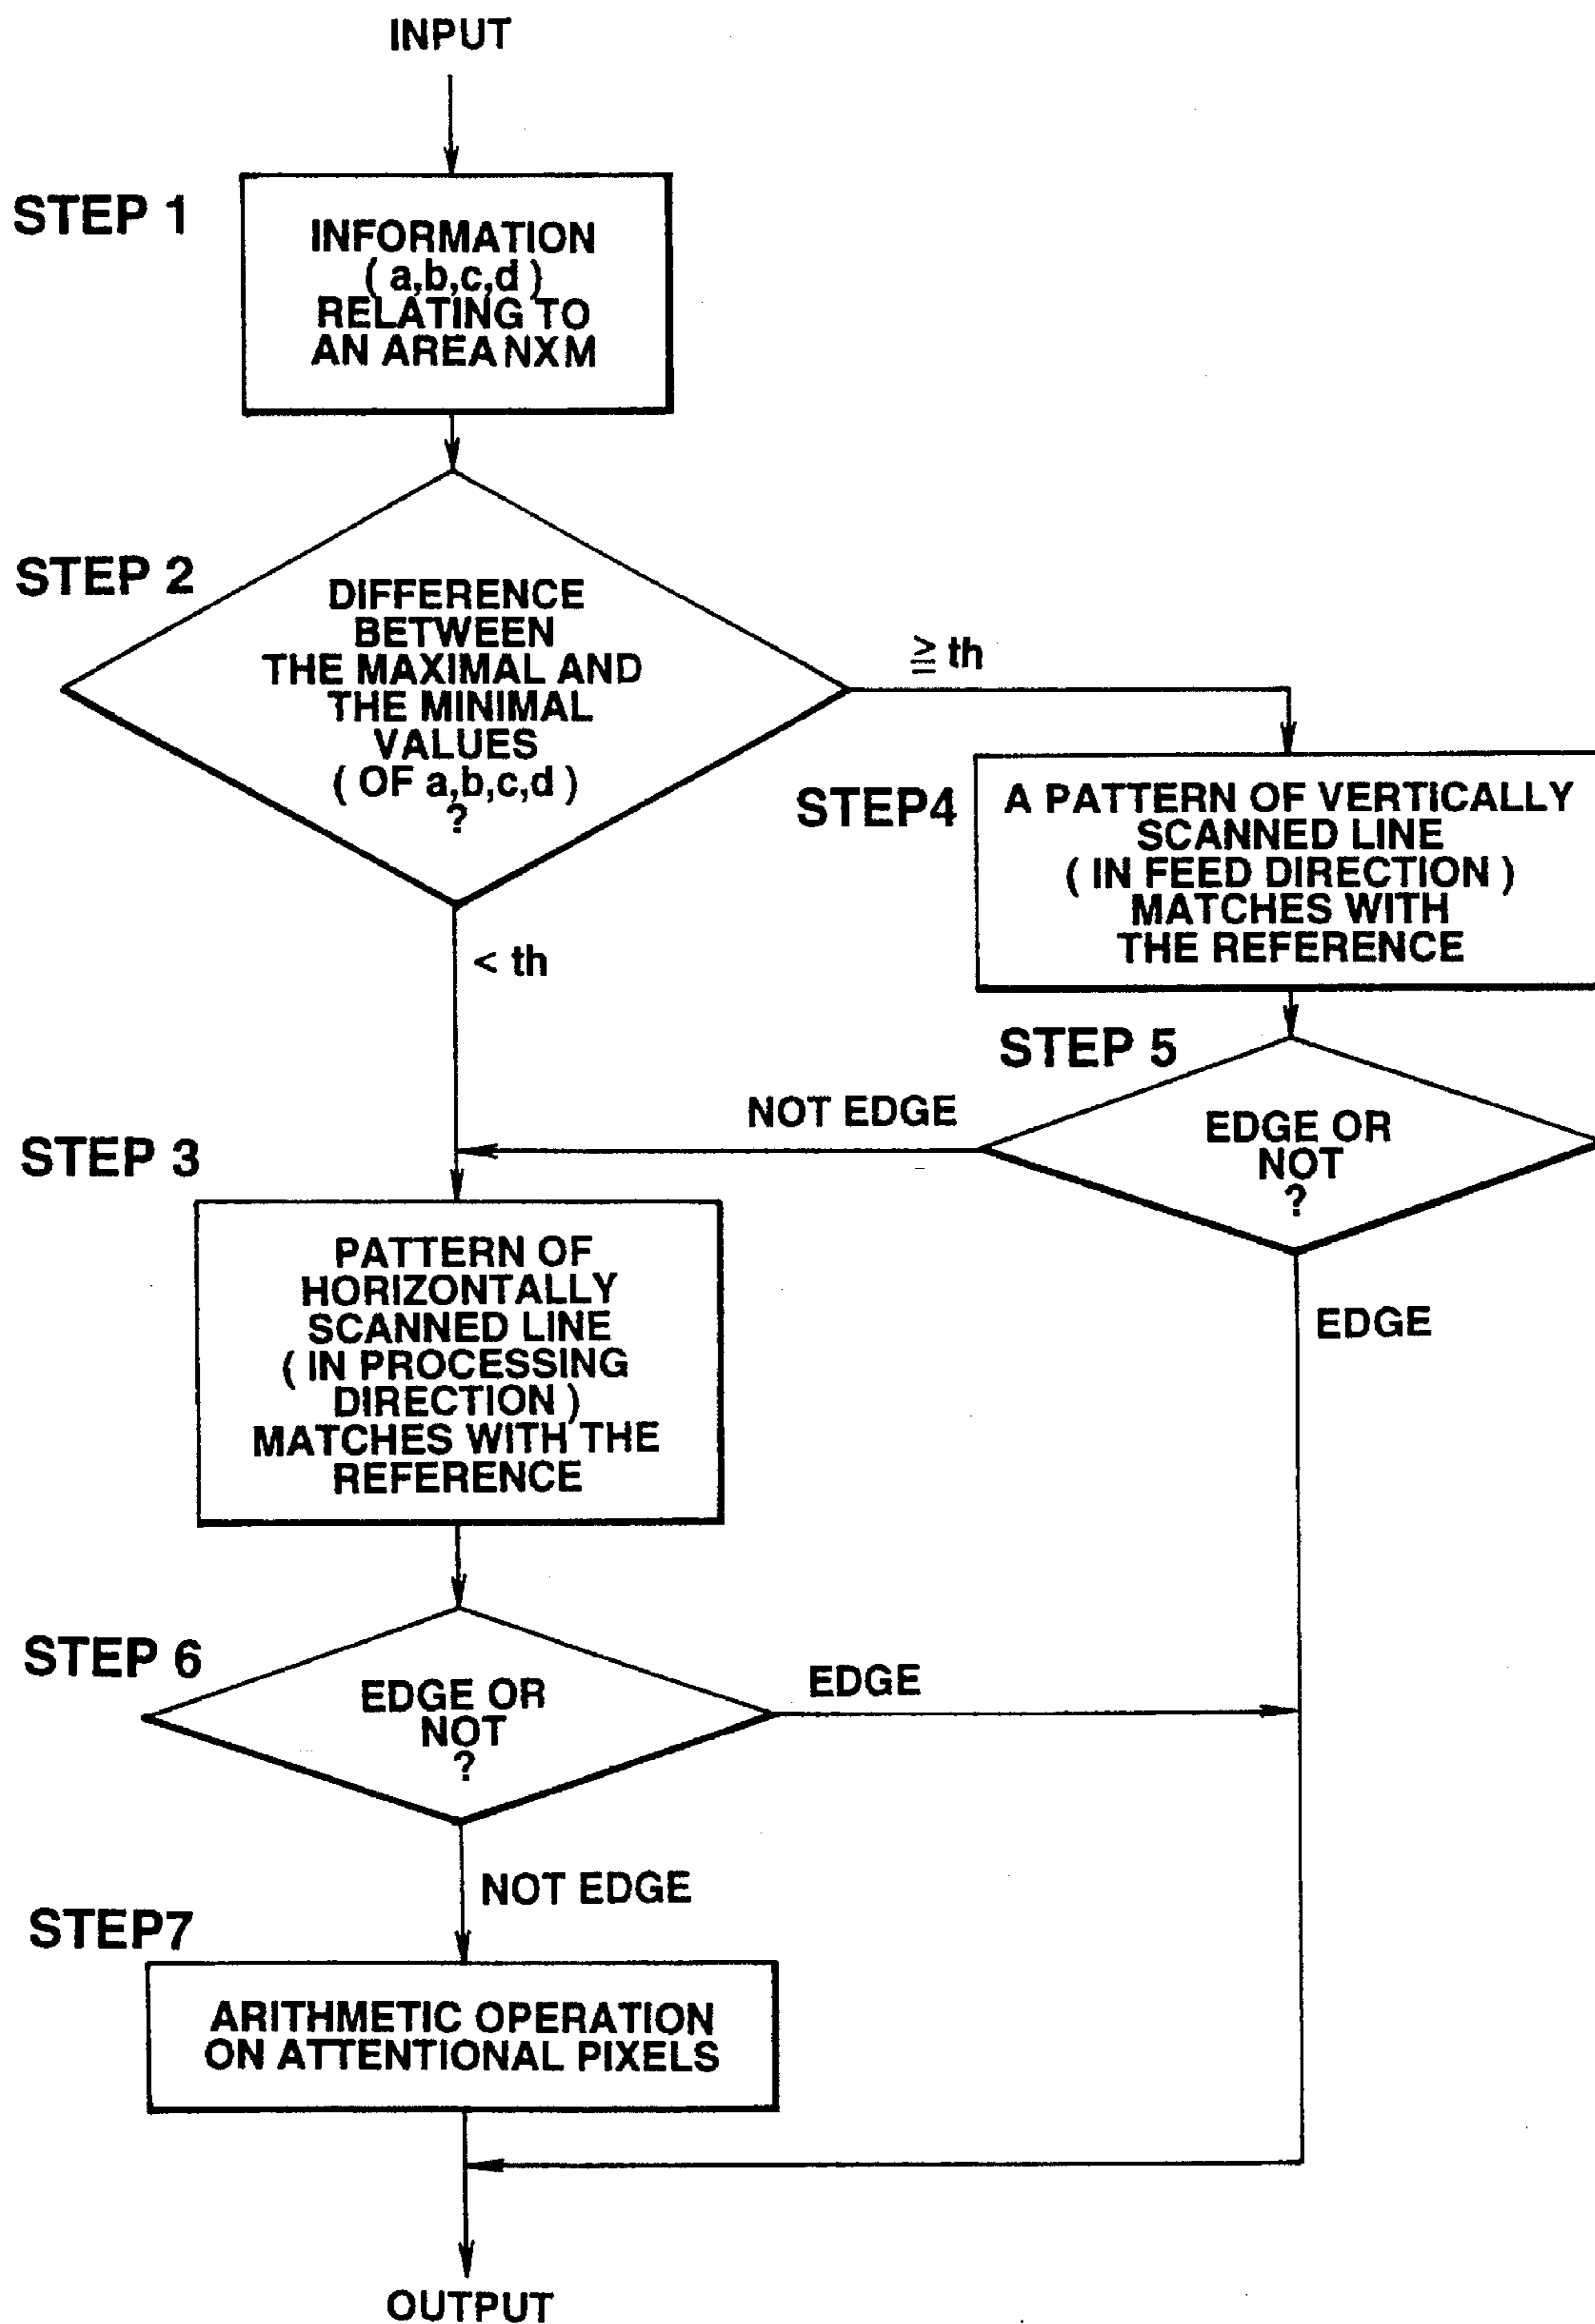 INPUT
STEP 1
INFORMATION
( a,b,c,d )
RELATING TO
AN AREA NXM
STEP 2
DIFFERENCE
BETWEEN
THE MAXIMAL AND
THE MINIMAL
VALUES
( OF a,b,c,d )
?
≧ th
STEP4
A PATTERN OF VERTICALLY
SCANNED LINE
( IN FEED DIRECTION )
MATCHES WITH
THE REFERENCE
< th
STEP 5
EDGE OR
NOT
?
NOT EDGE
EDGE
STEP 3
PATTERN OF
HORIZONTALLY
SCANNED LINE
( IN PROCESSING
DIRECTION )
MATCHES WITH THE
REFERENCE
STEP 6
EDGE OR
NOT
?
EDGE
NOT EDGE
STEP7
ARITHMETIC OPERATION
ON ATTENTIONAL PIXELS
OUTPUT